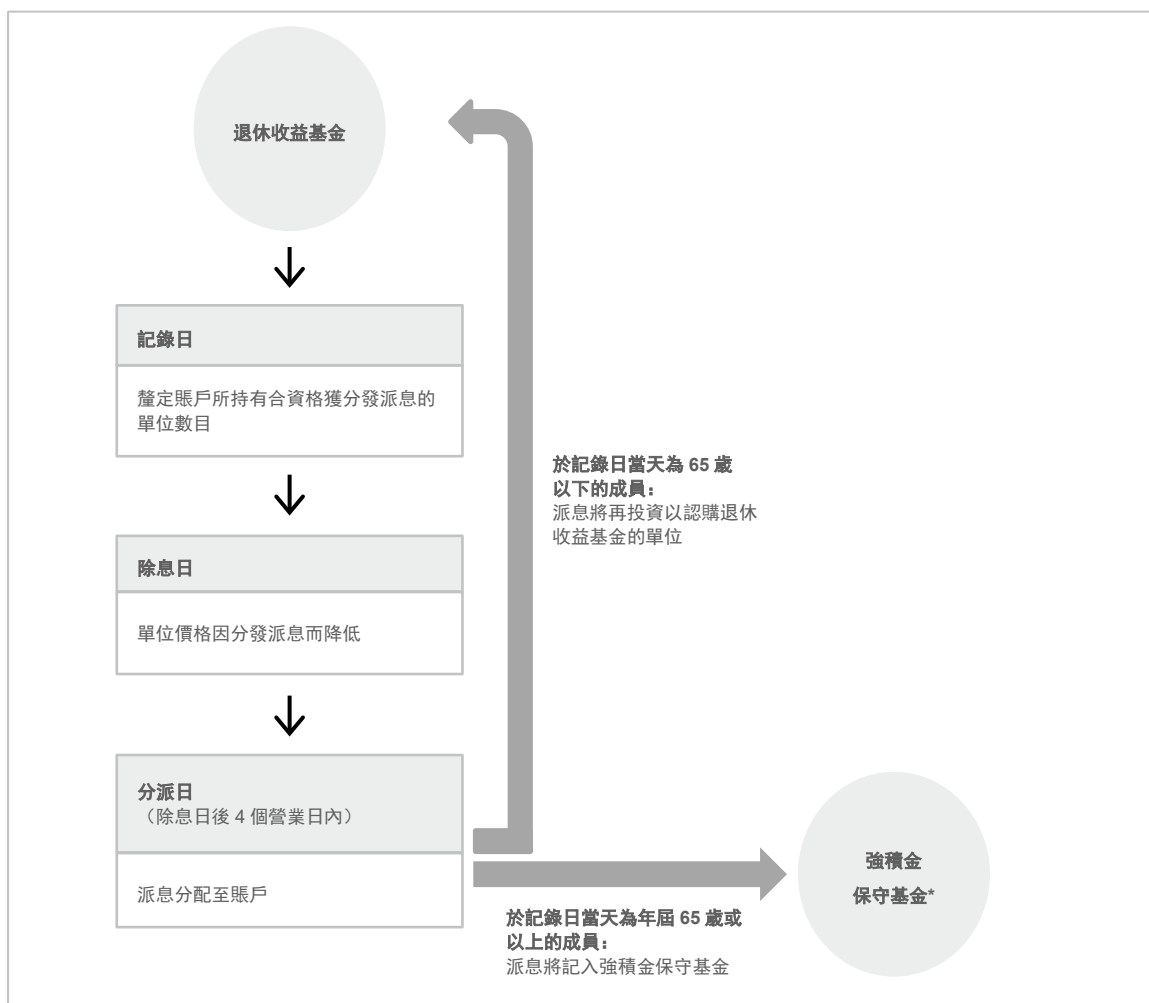 退休收益基金
記錄日
釐定賬戶所持有合資格獲分發派息的
單位數目
除息日
單位價格因分發派息而降低
分派日
（除息日後 4 個營業日內）
派息分配至賬戶
於記錄日當天為 65 歲
以下的成員：
派息將再投資以認購退休
收益基金的單位
於記錄日當天為年屆 65 歲或
以上的成員：
派息將記入強積金保守基金
強積金
保守基金*